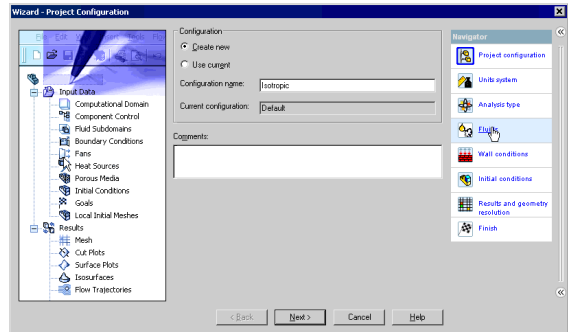 Wizard - Project Configuration
Input Data
Computational Domain
Component Control
Fluid Subdomains
Boundary Conditions
Fans
Heat Sources
Porous Media
Initial Conditions
Goals
Local Initial Meshes
Results
Mesh
Cut Plots
Surface Plots
Isosurfaces
Flow Trajectories
Configuration
Create new
Use current
Configuration name:
Isotropic
Current configuration:
Default
Comments:
< Back
Next >
Cancel
Help
Navigator
Project configuration
Units system
Analysis type
Fluids
Wall conditions
Initial conditions
Results and geometry
resolution
Finish